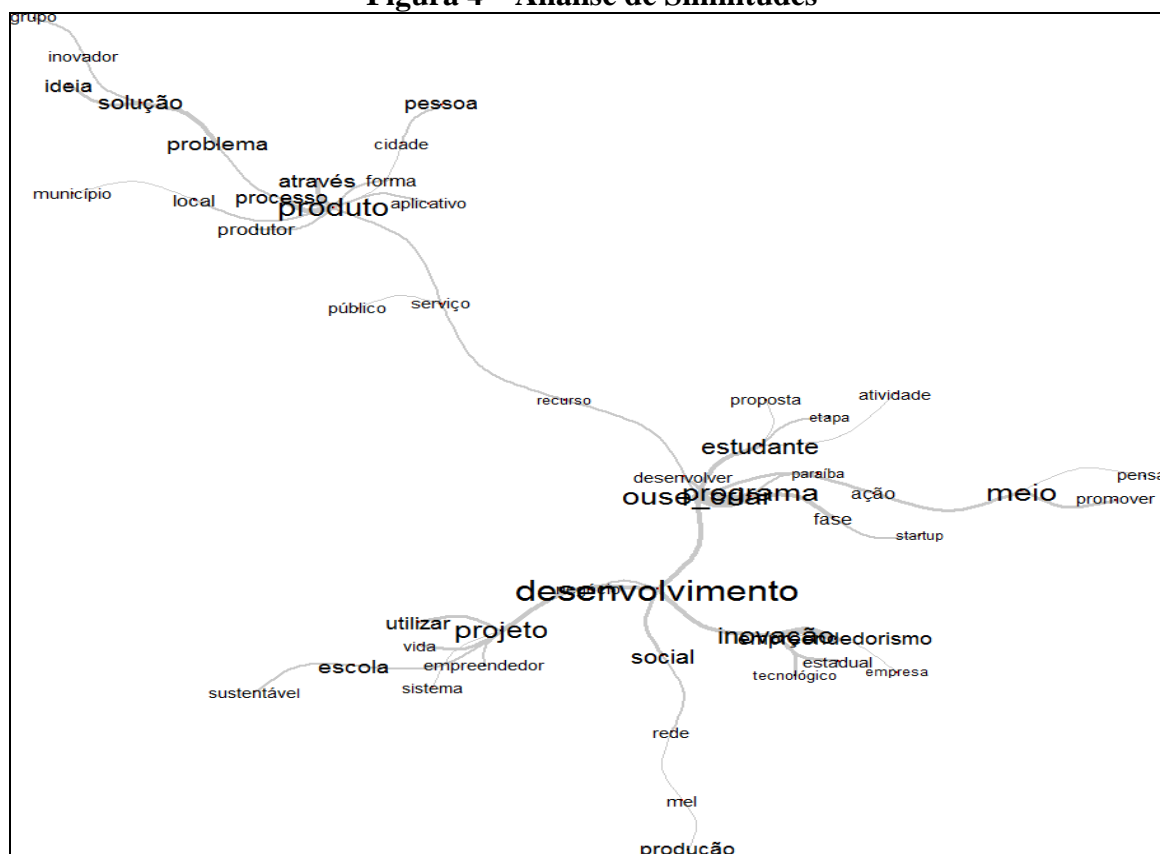 Figura 4 – Análise de Similitudes
grupo
inovador
ideia
solução
pessoa
problema
cidade
através
forma
município
local
processo
produto
aplicativo
produtor
público
serviço
recurso
proposta
atividade
etapa
estudante
desenvolver
paraíba
pensa
ouse_criar
programa
ação
meio
promover
fase
startup
desenvolvimento
negócio
utilizar
projeto
inovação
empreendedorismo
vida
social
escola
empreendedor
estadual
empresa
tecnológico
sustentável
sistema
rede
mel
produção